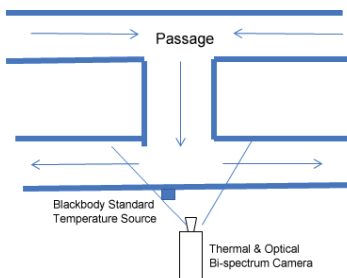 Passage
Blackbody Standard
Temperature Source
Thermal & Optical
Bi-spectrum Camera